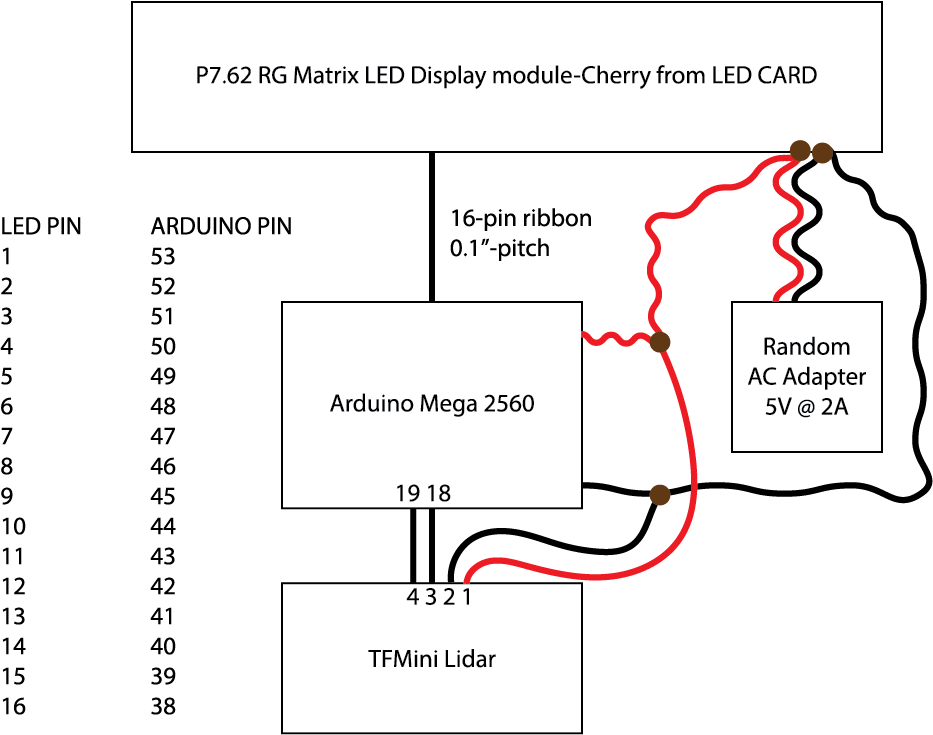 P7.62 RG Matrix LED Display module-Cherry from LED CARD
16-pin ribbon
0.1”-pitch
LED PIN ARDUINO PIN
1 53
2 52
3 51
4 50
5 49
6 48
7 47
8 46
9 45
10 44
11 43
12 42
13 41
14 40
15 39
16 38
Arduino Mega 2560
19 18
Random
AC Adapter
5V @ 2A
4 3 2 1
TFMini Lidar